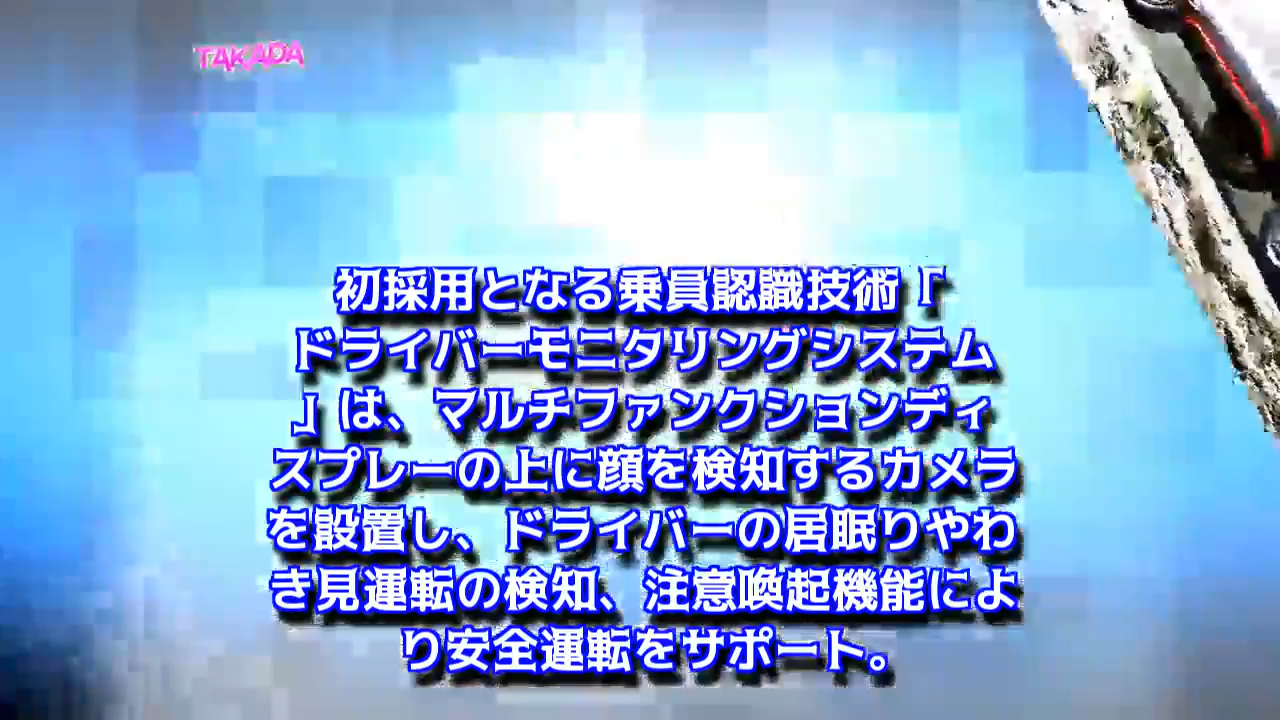 TAKADA
初採用となる乗員認識技術「
ドライバーモニタリングシステム
」は、マルチファンクションディ
スプレーの上に顔を検知するカメラ
を設置し、ドライバーの居眠りやわ
き見運転の検知、注意喚起機能によ
り安全運転をサポート。